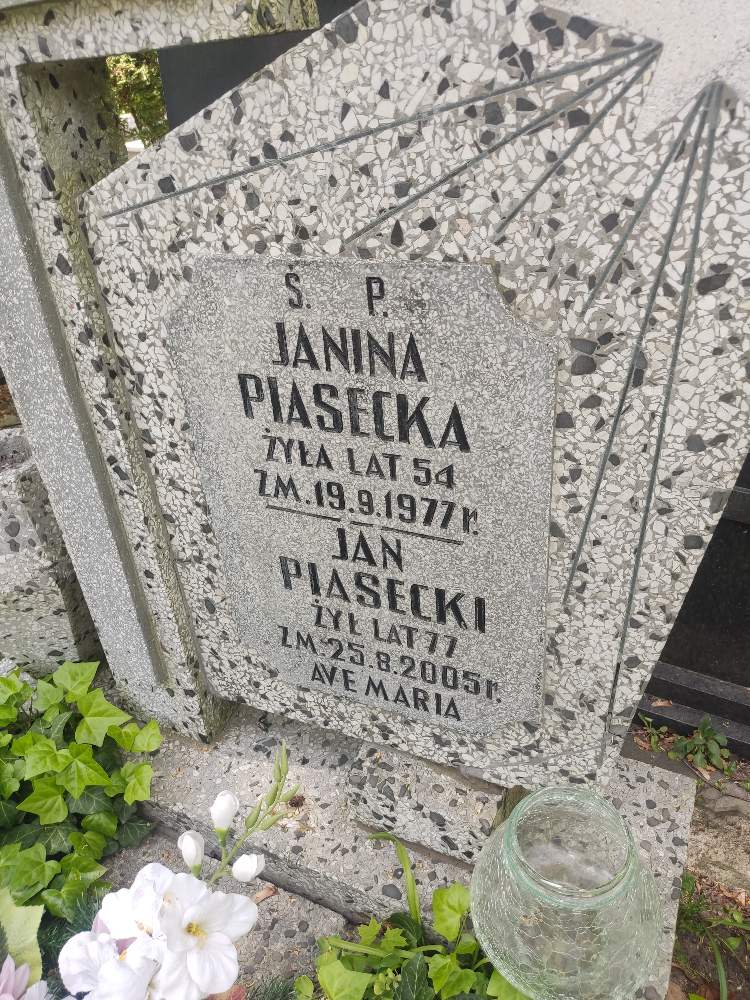 Ś. P.
JANINA
PIASECKA
ŻYŁA LAT 54
ZM. 19.9.1977 r.
JAN
PIASECKI
ŻYŁ LAT 77
ZM. 25.8.2005 r.
AVE MARIA